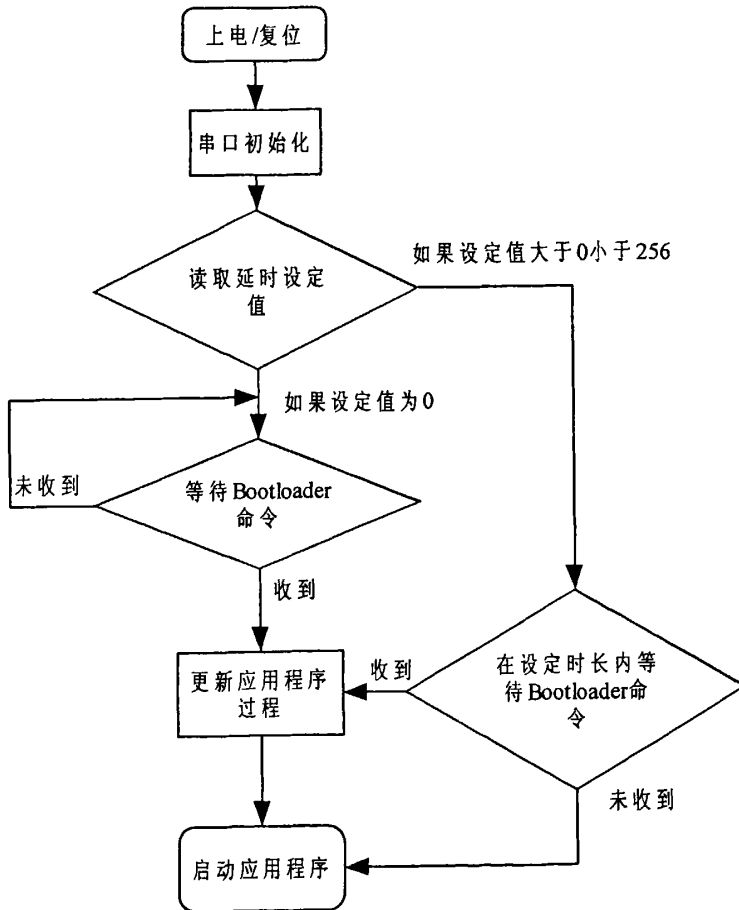 上电/复位
串口初始化
如果设定值大于0小于256
读取延时设定
值
如果设定值为0
未收到
等待Bootloader
命令
收到
更新应用程序
过程
收到
在设定时长内等
待Bootloader命
令
未收到
启动应用程序